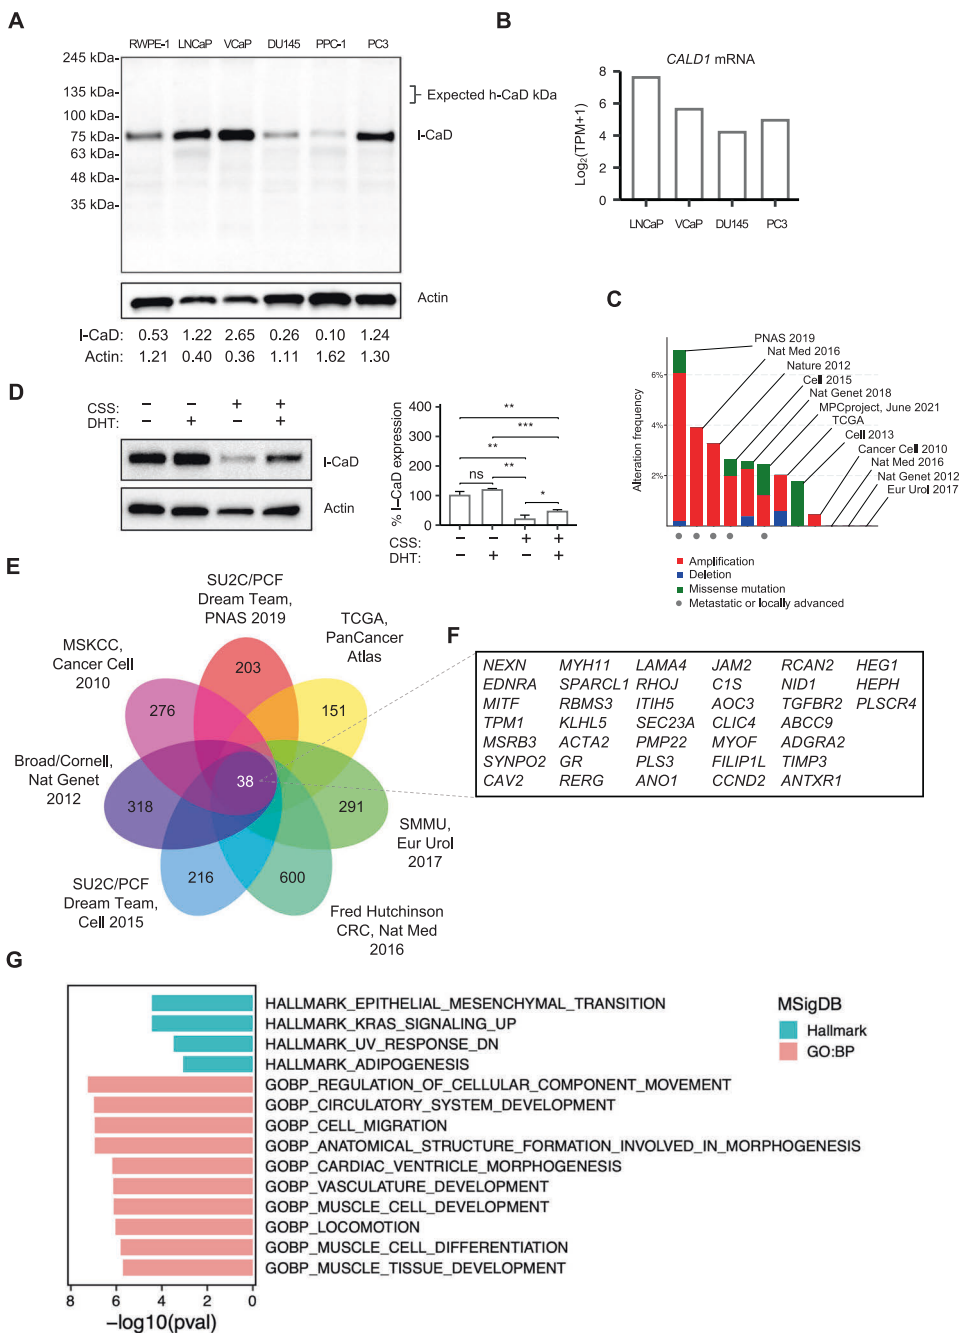 A
RWPE-1 LNCaP VCaP DU145 PPC-1 PC3
245 kDa-
135 kDa-
100 kDa-
75 kDa-
63 kDa-
48 kDa-
35 kDa-
Expected h-CaD kDa
l-CaD
Actin
l-CaD: 0.53 1.22 2.65 0.26 0.10 1.24
Actin: 1.21 0.40 0.36 1.11 1.62 1.30
B
CALD1 mRNA
Log2(TPM+1)
8
6
4
2
0
LNCaP VCaP DU145 PC3
C
Alteration frequency
6%
4%
2%
PNAS 2019
Nat Med 2016
Nature 2012
Cell 2015
Nat Genet 2018
MPCproject, June 2021
TCGA
Cell 2013
Cancer Cell 2010
Nat Med 2016
Nat Genet 2012
Eur Urol 2017
Amplification
Deletion
Missense mutation
Metastatic or locally advanced
D
CSS: − − + +
DHT: − + − +
l-CaD
Actin
% l-CaD expression
400
300
200
100
0
**
***
**
ns
**
*
CSS: − − + +
DHT: − + − +
E
SU2C/PCF
Dream Team,
PNAS 2019
TCGA,
PanCancer
Atlas
MSKCC,
Cancer Cell
2010
Broad/Cornell,
Nat Genet
2012
SMMU,
Eur Urol
2017
SU2C/PCF
Dream Team,
Cell 2015
Fred Hutchinson
CRC, Nat Med
2016
203
151
276
38
318
291
216
600
F
NEXN MYH11 LAMA4 JAM2 RCAN2 HEG1
EDNRA SPARCL1 RHOJ C1S NID1 HEPH
MITF RBMS3 ITIH5 AOC3 TGFBR2 PLSCR4
TPM1 KLHL5 SEC23A CLIC4 ABCC9
MSRB3 ACTA2 PMP22 MYOF ADGRA2
SYNPO2 GR PLS3 FILIP1L TIMP3
CAV2 RERG ANO1 CCND2 ANTXR1
G
HALLMARK_EPITHELIAL_MESENCHYMAL_TRANSITION
HALLMARK_KRAS_SIGNALING_UP
HALLMARK_UV_RESPONSE_DN
HALLMARK_ADIPOGENESIS
GOBP_REGULATION_OF_CELLULAR_COMPONENT_MOVEMENT
GOBP_CIRCULATORY_SYSTEM_DEVELOPMENT
GOBP_CELL_MIGRATION
GOBP_ANATOMICAL_STRUCTURE_FORMATION_INVOLVED_IN_MORPHOGENESIS
GOBP_CARDIAC_VENTRICLE_MORPHOGENESIS
GOBP_VASCULATURE_DEVELOPMENT
GOBP_MUSCLE_CELL_DEVELOPMENT
GOBP_LOCOMOTION
GOBP_MUSCLE_CELL_DIFFERENTIATION
GOBP_MUSCLE_TISSUE_DEVELOPMENT
8 6 4 2 0
−log10(pval)
MSigDB
Hallmark
GO:BP